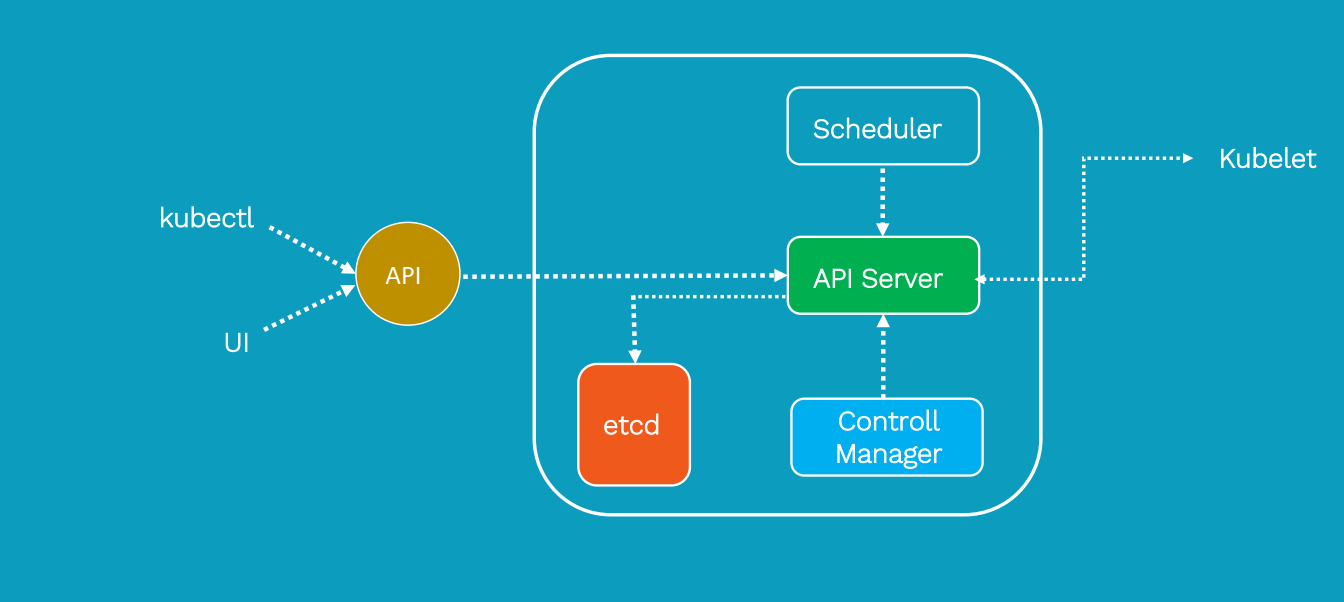 Scheduler
Kubelet
kubectl
API
API Server
UI
etcd
Controll
Manager